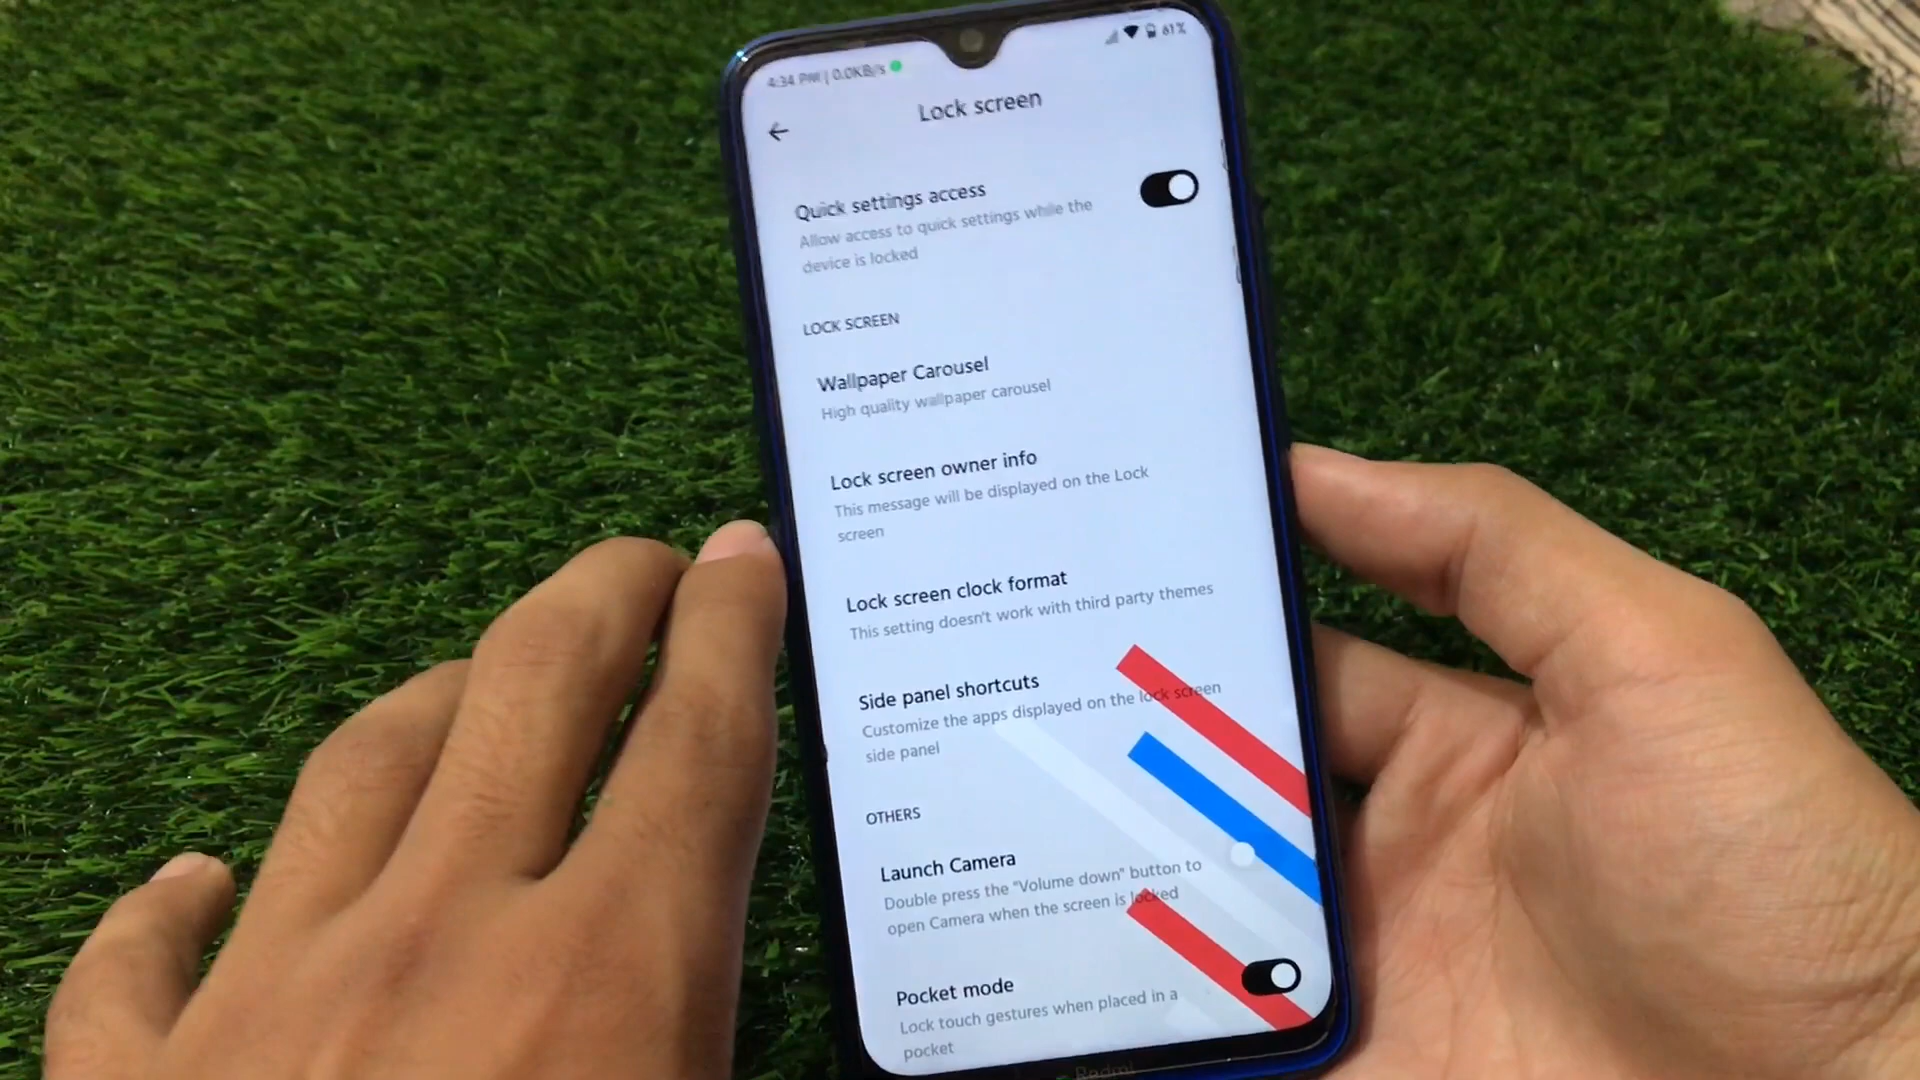 4:34 PM | 0.0KB/s
61%
Lock screen
Quick settings access
Allow access to quick settings while the
device is locked
LOCK SCREEN
Wallpaper Carousel
High quality wallpaper carousel
Lock screen owner info
This message will be displayed on the Lock
screen
Lock screen clock format
This setting doesn't work with third party themes
Side panel shortcuts
Customize the apps displayed on the lock screen
side panel
OTHERS
Launch Camera
Double press the "Volume down" button to
open Camera when the screen is locked
Pocket mode
Lock touch gestures when placed in a
pocket
Redmi